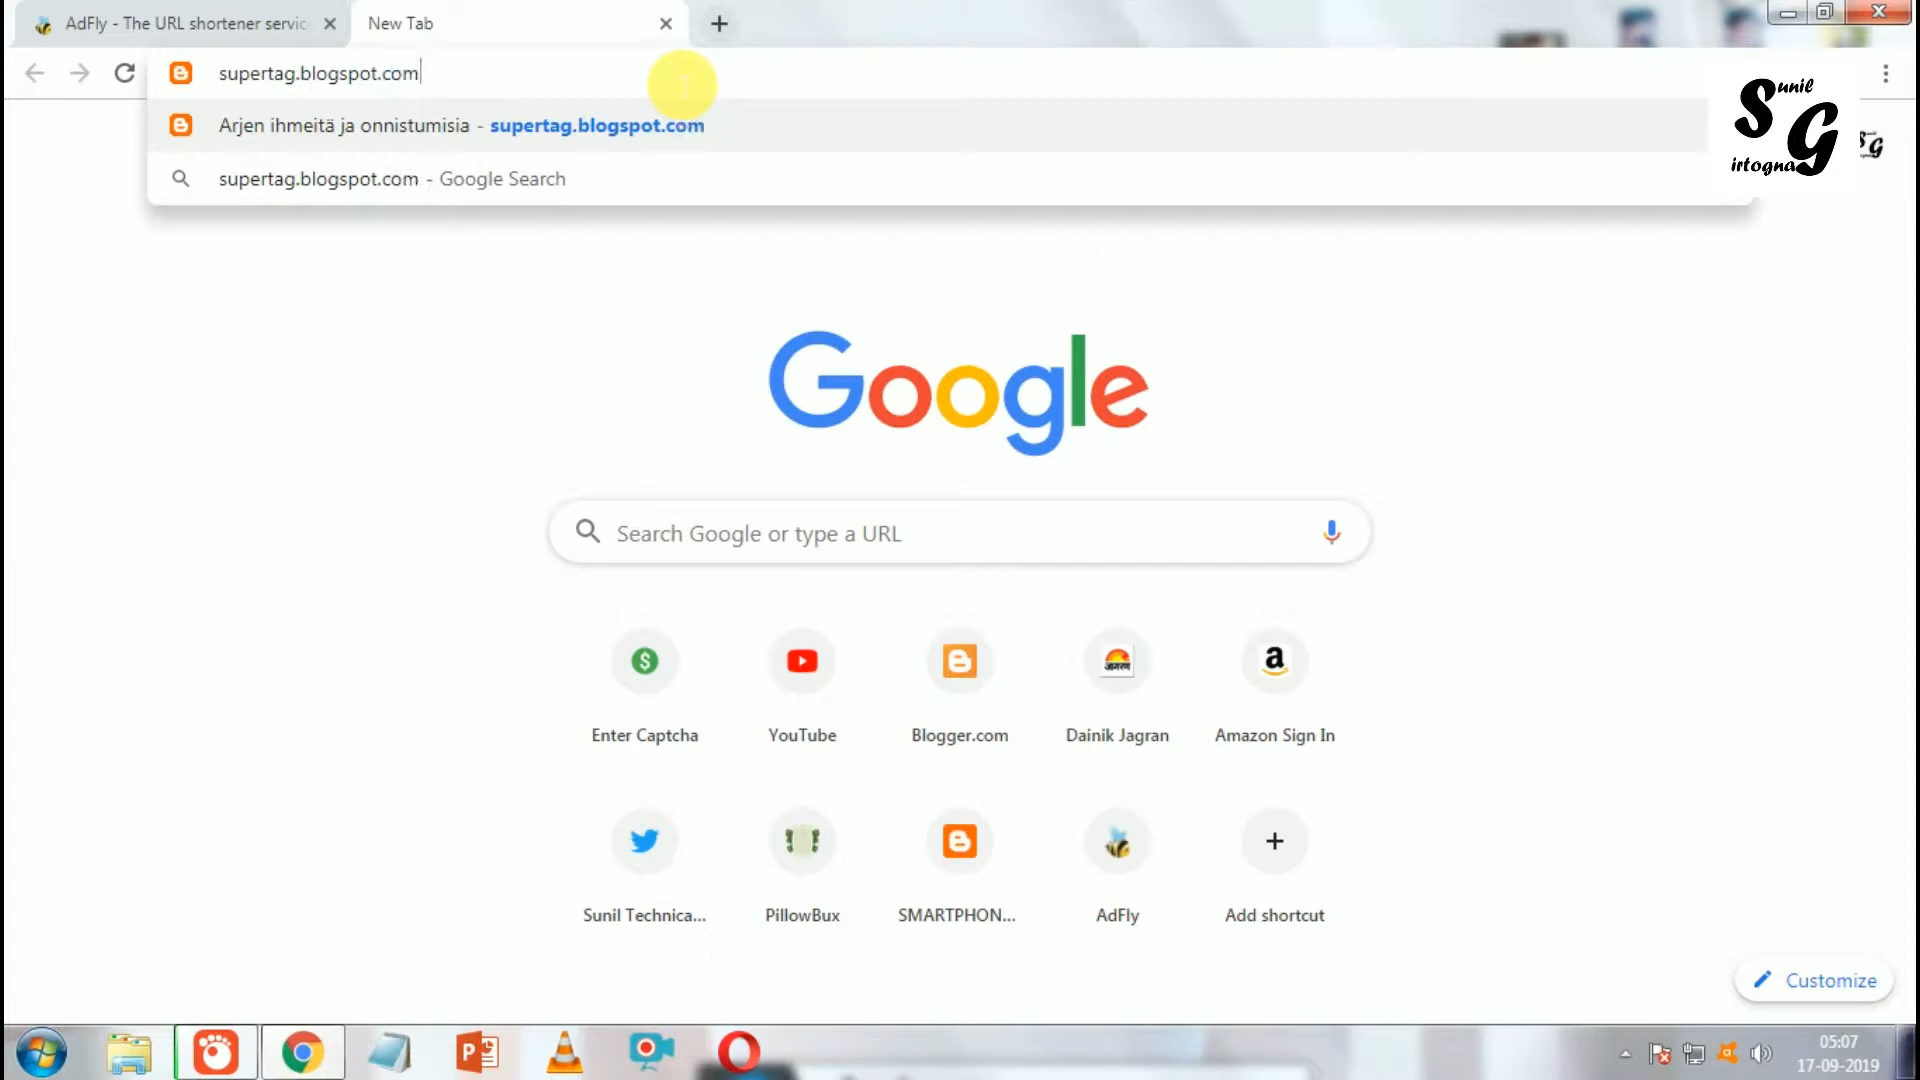 AdFly - The URL shortener servic
New Tab
supertag.blogspot.com
Arjen ihmeitä ja onnistumisia - supertag.blogspot.com
supertag.blogspot.com - Google Search
Sunil
Girtogna
Google
Search Google or type a URL
Enter Captcha
YouTube
Blogger.com
Dainik Jagran
Amazon Sign In
Sunil Technica...
PillowBux
SMARTPHON...
AdFly
Add shortcut
Customize
05:07
17-09-2019